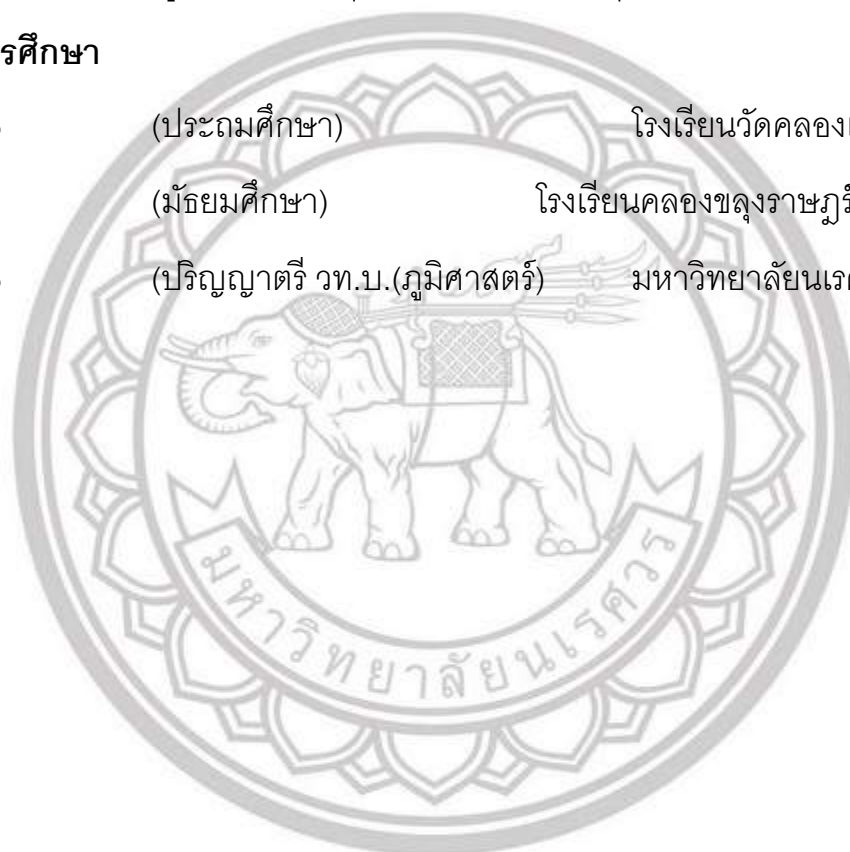 รศึกษา
(ประถมศึกษา) โรงเรียนวัดคลอง
(มัธยมศึกษา) โรงเรียนคลองขลุงราษฎร์
(ปริญญาตรี วท.บ.(ภูมิศาสตร์) มหาวิทยาลัยนเร
มหาวิทยาลัยนเรศวร